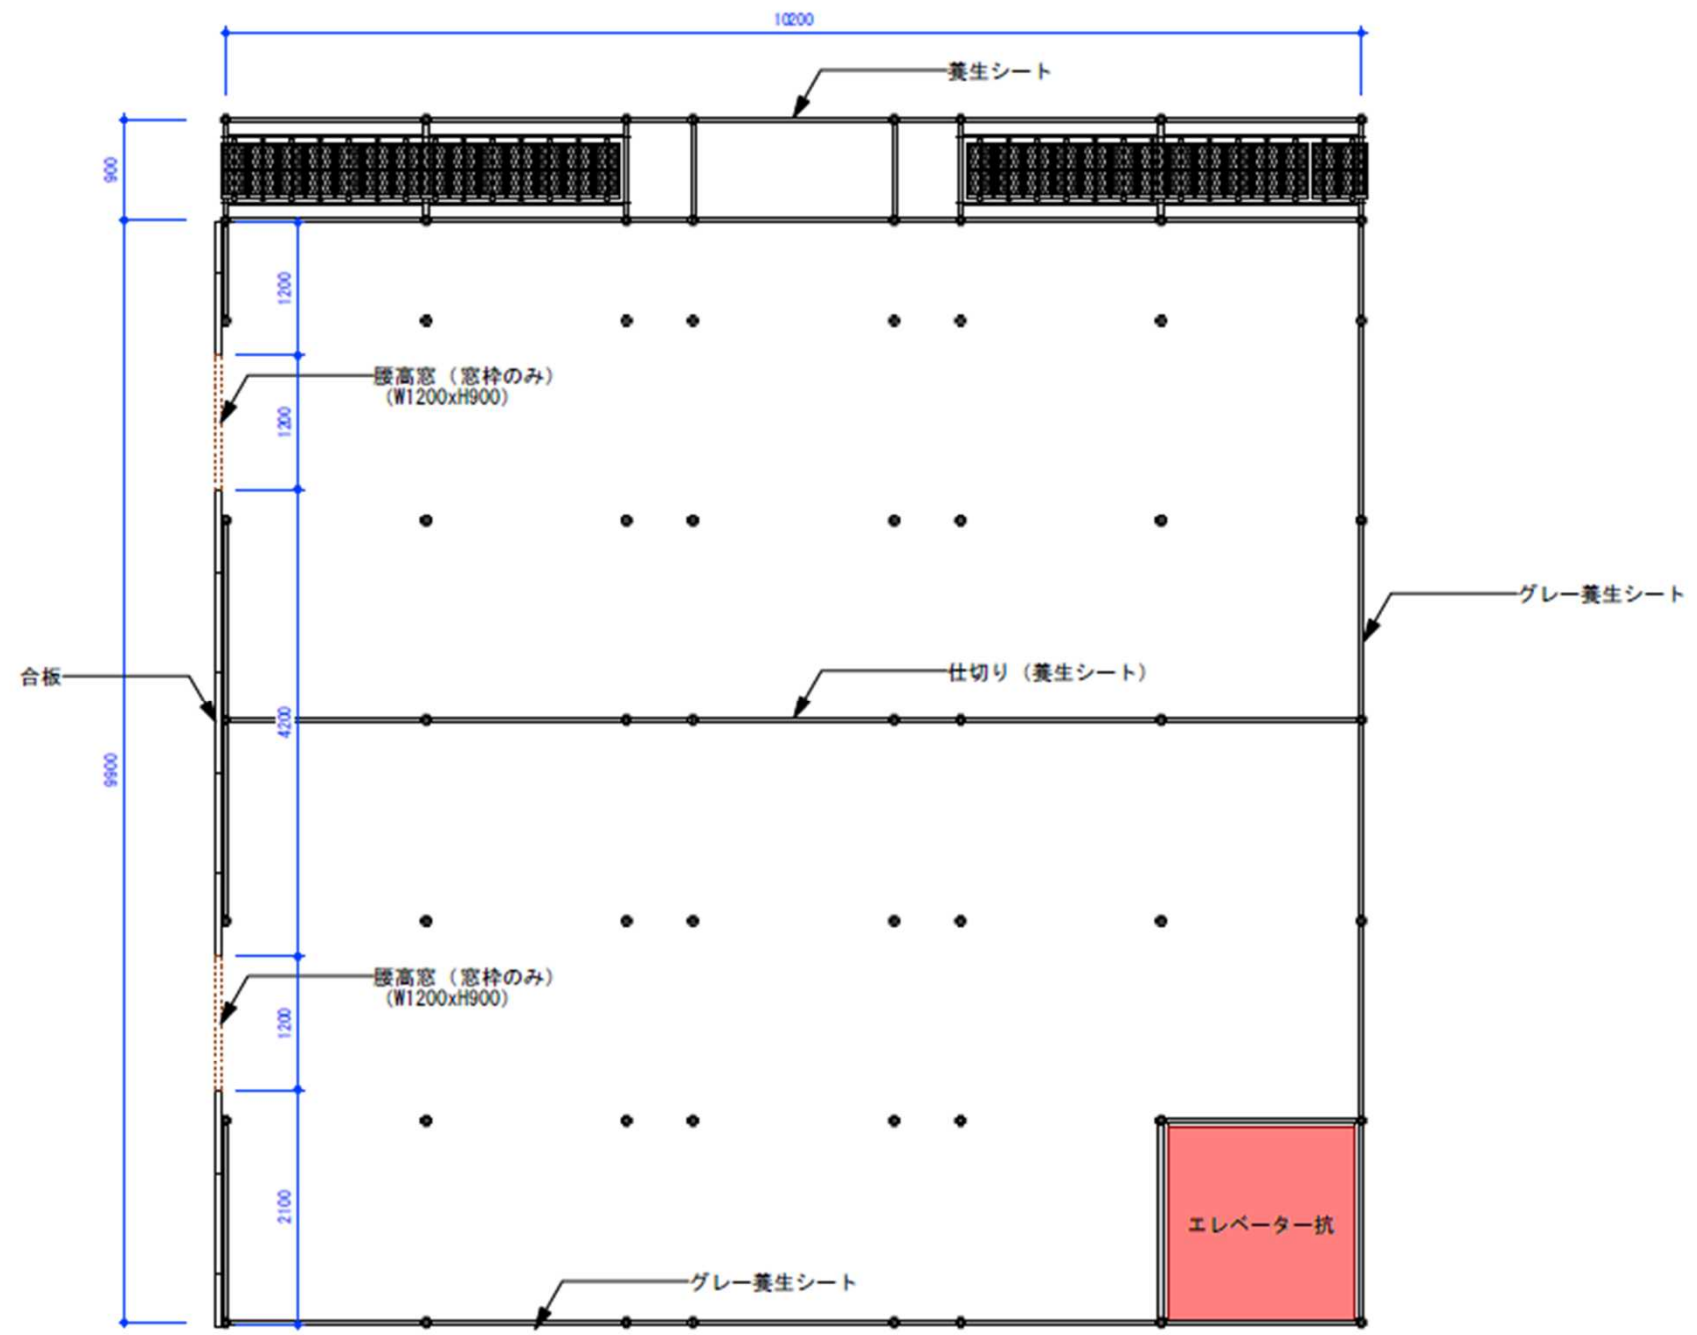 10200
養生シート
900
1200
腰高窓（窓枠のみ）
（W1200xH900）
1200
グレー養生シート
合板
仕切り（養生シート）
4200
9900
腰高窓（窓枠のみ）
（W1200xH900）
1200
2100
エレベーター抗
グレー養生シート